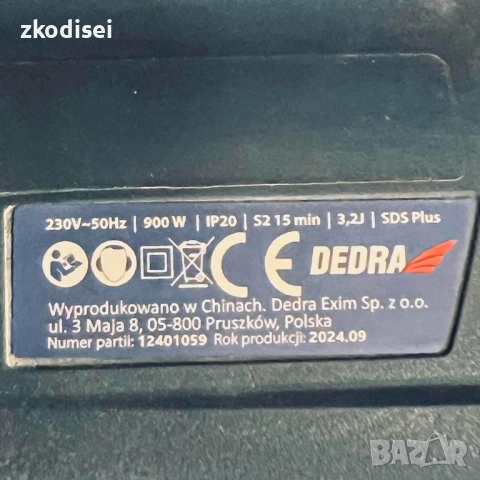 zkodisei
230V~50Hz | 900 W | IP20 | S2 15 min | 3,2J | SDS Plus
CE DEDRA
Wyprodukowano w Chinach. Dedra Exim Sp. z o.o.
ul. 3 Maja 8, 05-800 Pruszków, Polska
Numer partii: 12401059 Rok produkcji: 2024.09
BAZAR